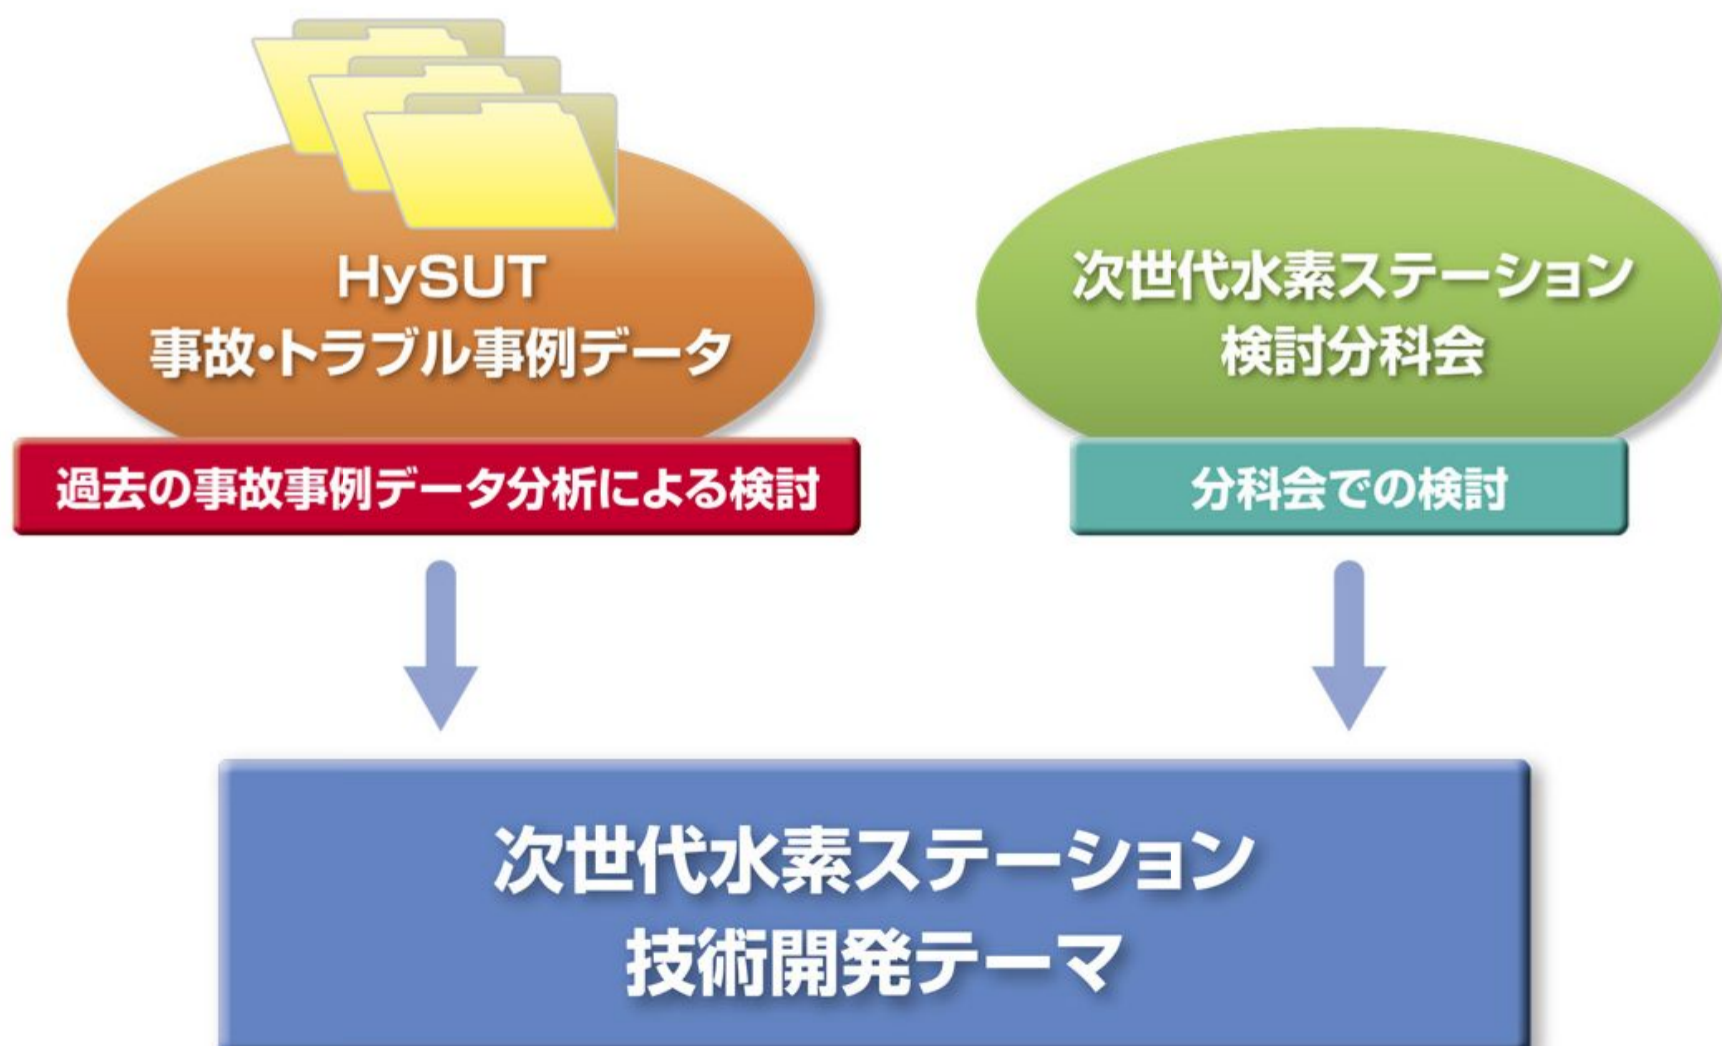 HySUT
事故・トラブル事例データ
過去の事故事例データ分析による検討
次世代水素ステーション
検討分科会
分科会での検討
次世代水素ステーション
技術開発テーマ